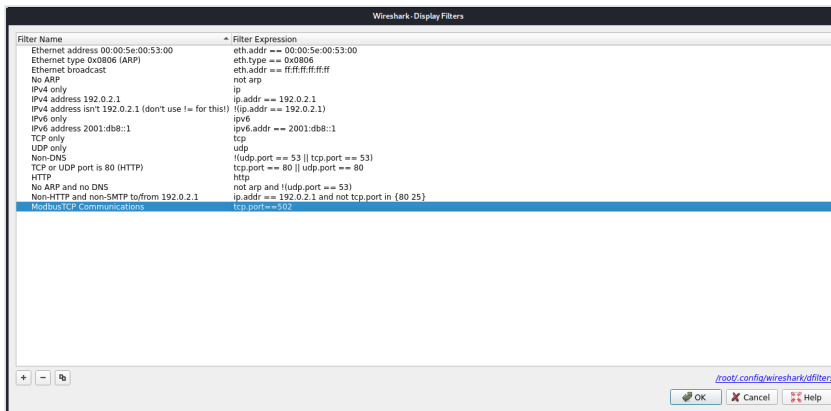 Wireshark · Display Filters
Filter Name Filter Expression
Ethernet address 00:00:5e:00:53:00 eth.addr == 00:00:5e:00:53:00
Ethernet type 0x0806 (ARP) eth.type == 0x0806
Ethernet broadcast eth.addr == ff:ff:ff:ff:ff:ff
No ARP not arp
IPv4 only ip
IPv4 address 192.0.2.1 ip.addr == 192.0.2.1
IPv4 address isn't 192.0.2.1 (don't use != for this!) !(ip.addr == 192.0.2.1)
IPv6 only ipv6
IPv6 address 2001:db8::1 ipv6.addr == 2001:db8::1
TCP only tcp
UDP only udp
Non-DNS !(udp.port == 53 || tcp.port == 53)
TCP or UDP port is 80 (HTTP) tcp.port == 80 || udp.port == 80
HTTP http
No ARP and no DNS not arp and !(udp.port == 53)
Non-HTTP and non-SMTP to/from 192.0.2.1 ip.addr == 192.0.2.1 and not tcp.port in {80 25}
ModbusTCP Communications tcp.port==502
/root/.config/wireshark/dfilters
OK Cancel Help